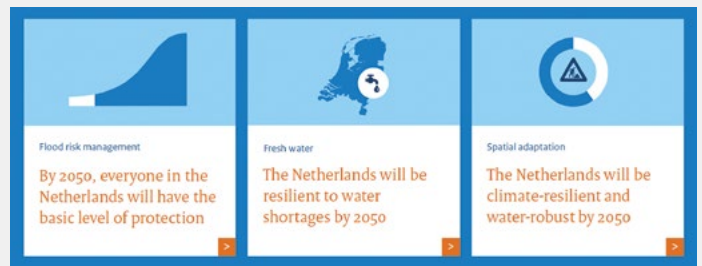 Flood risk management
By 2050, everyone in the
Netherlands will have the
basic level of protection
>
Fresh water
The Netherlands will be
resilient to water
shortages by 2050
>
Spatial adaptation
The Netherlands will be
climate-resilient and
water-robust by 2050
>